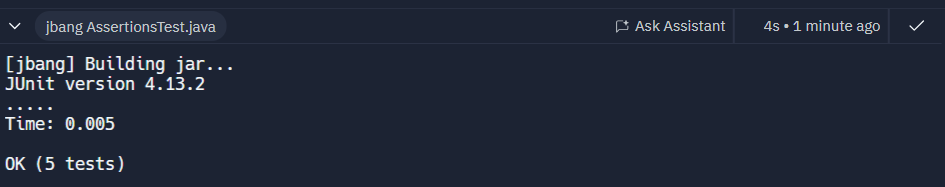 jbang AssertionsTest.java Ask Assistant 4s • 1 minute ago
[jbang] Building jar...
JUnit version 4.13.2
.....
Time: 0.005
OK (5 tests)